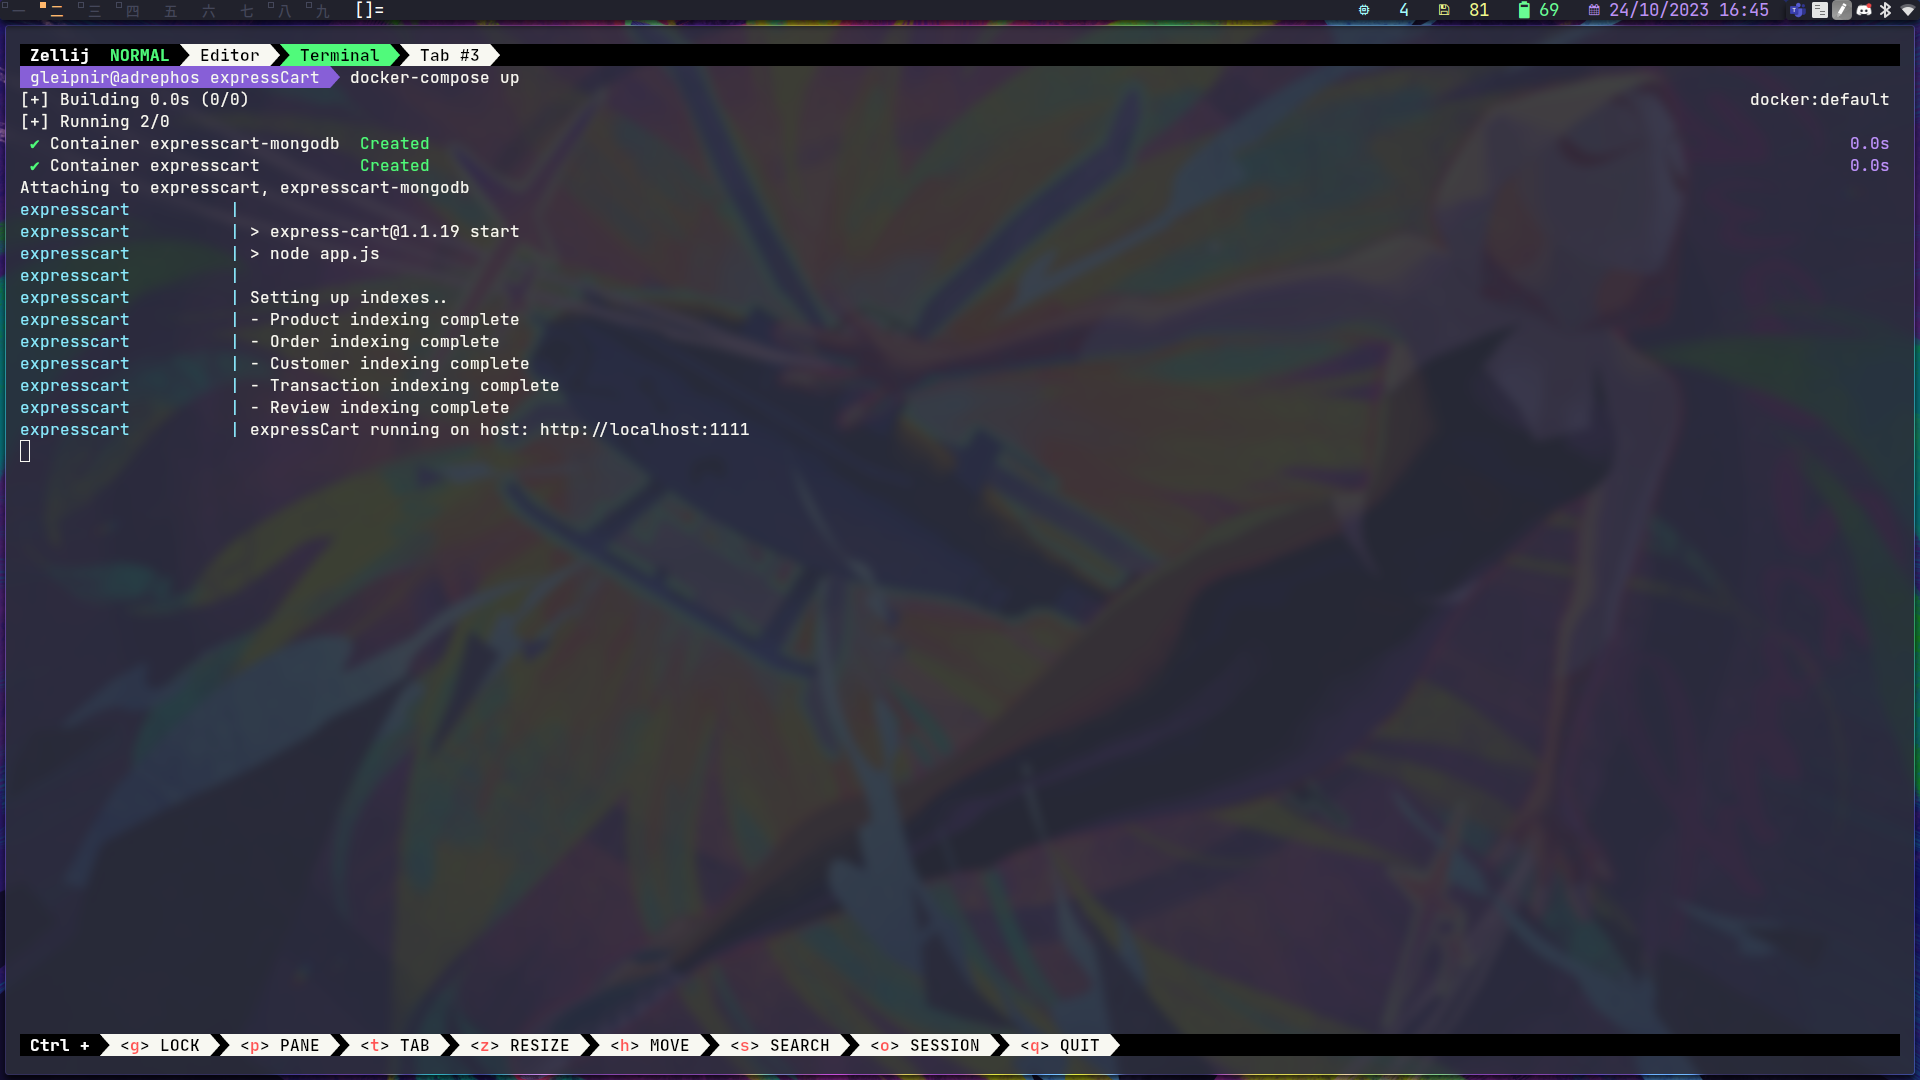 一 二 三 四 五 六 七 八 九 []= 4 81 69 24/10/2023 16:45
Zellij NORMAL Editor Terminal Tab #3
gleipnir@adrephos expressCart docker-compose up
[+] Building 0.0s (0/0) docker:default
[+] Running 2/0
✔ Container expresscart-mongodb Created 0.0s
✔ Container expresscart Created 0.0s
Attaching to expresscart, expresscart-mongodb
expresscart |
expresscart | > express-cart@1.1.19 start
expresscart | > node app.js
expresscart |
expresscart | Setting up indexes..
expresscart | - Product indexing complete
expresscart | - Order indexing complete
expresscart | - Customer indexing complete
expresscart | - Transaction indexing complete
expresscart | - Review indexing complete
expresscart | expressCart running on host: http://localhost:1111
Ctrl + <g> LOCK <p> PANE <t> TAB <z> RESIZE <h> MOVE <s> SEARCH <o> SESSION <q> QUIT